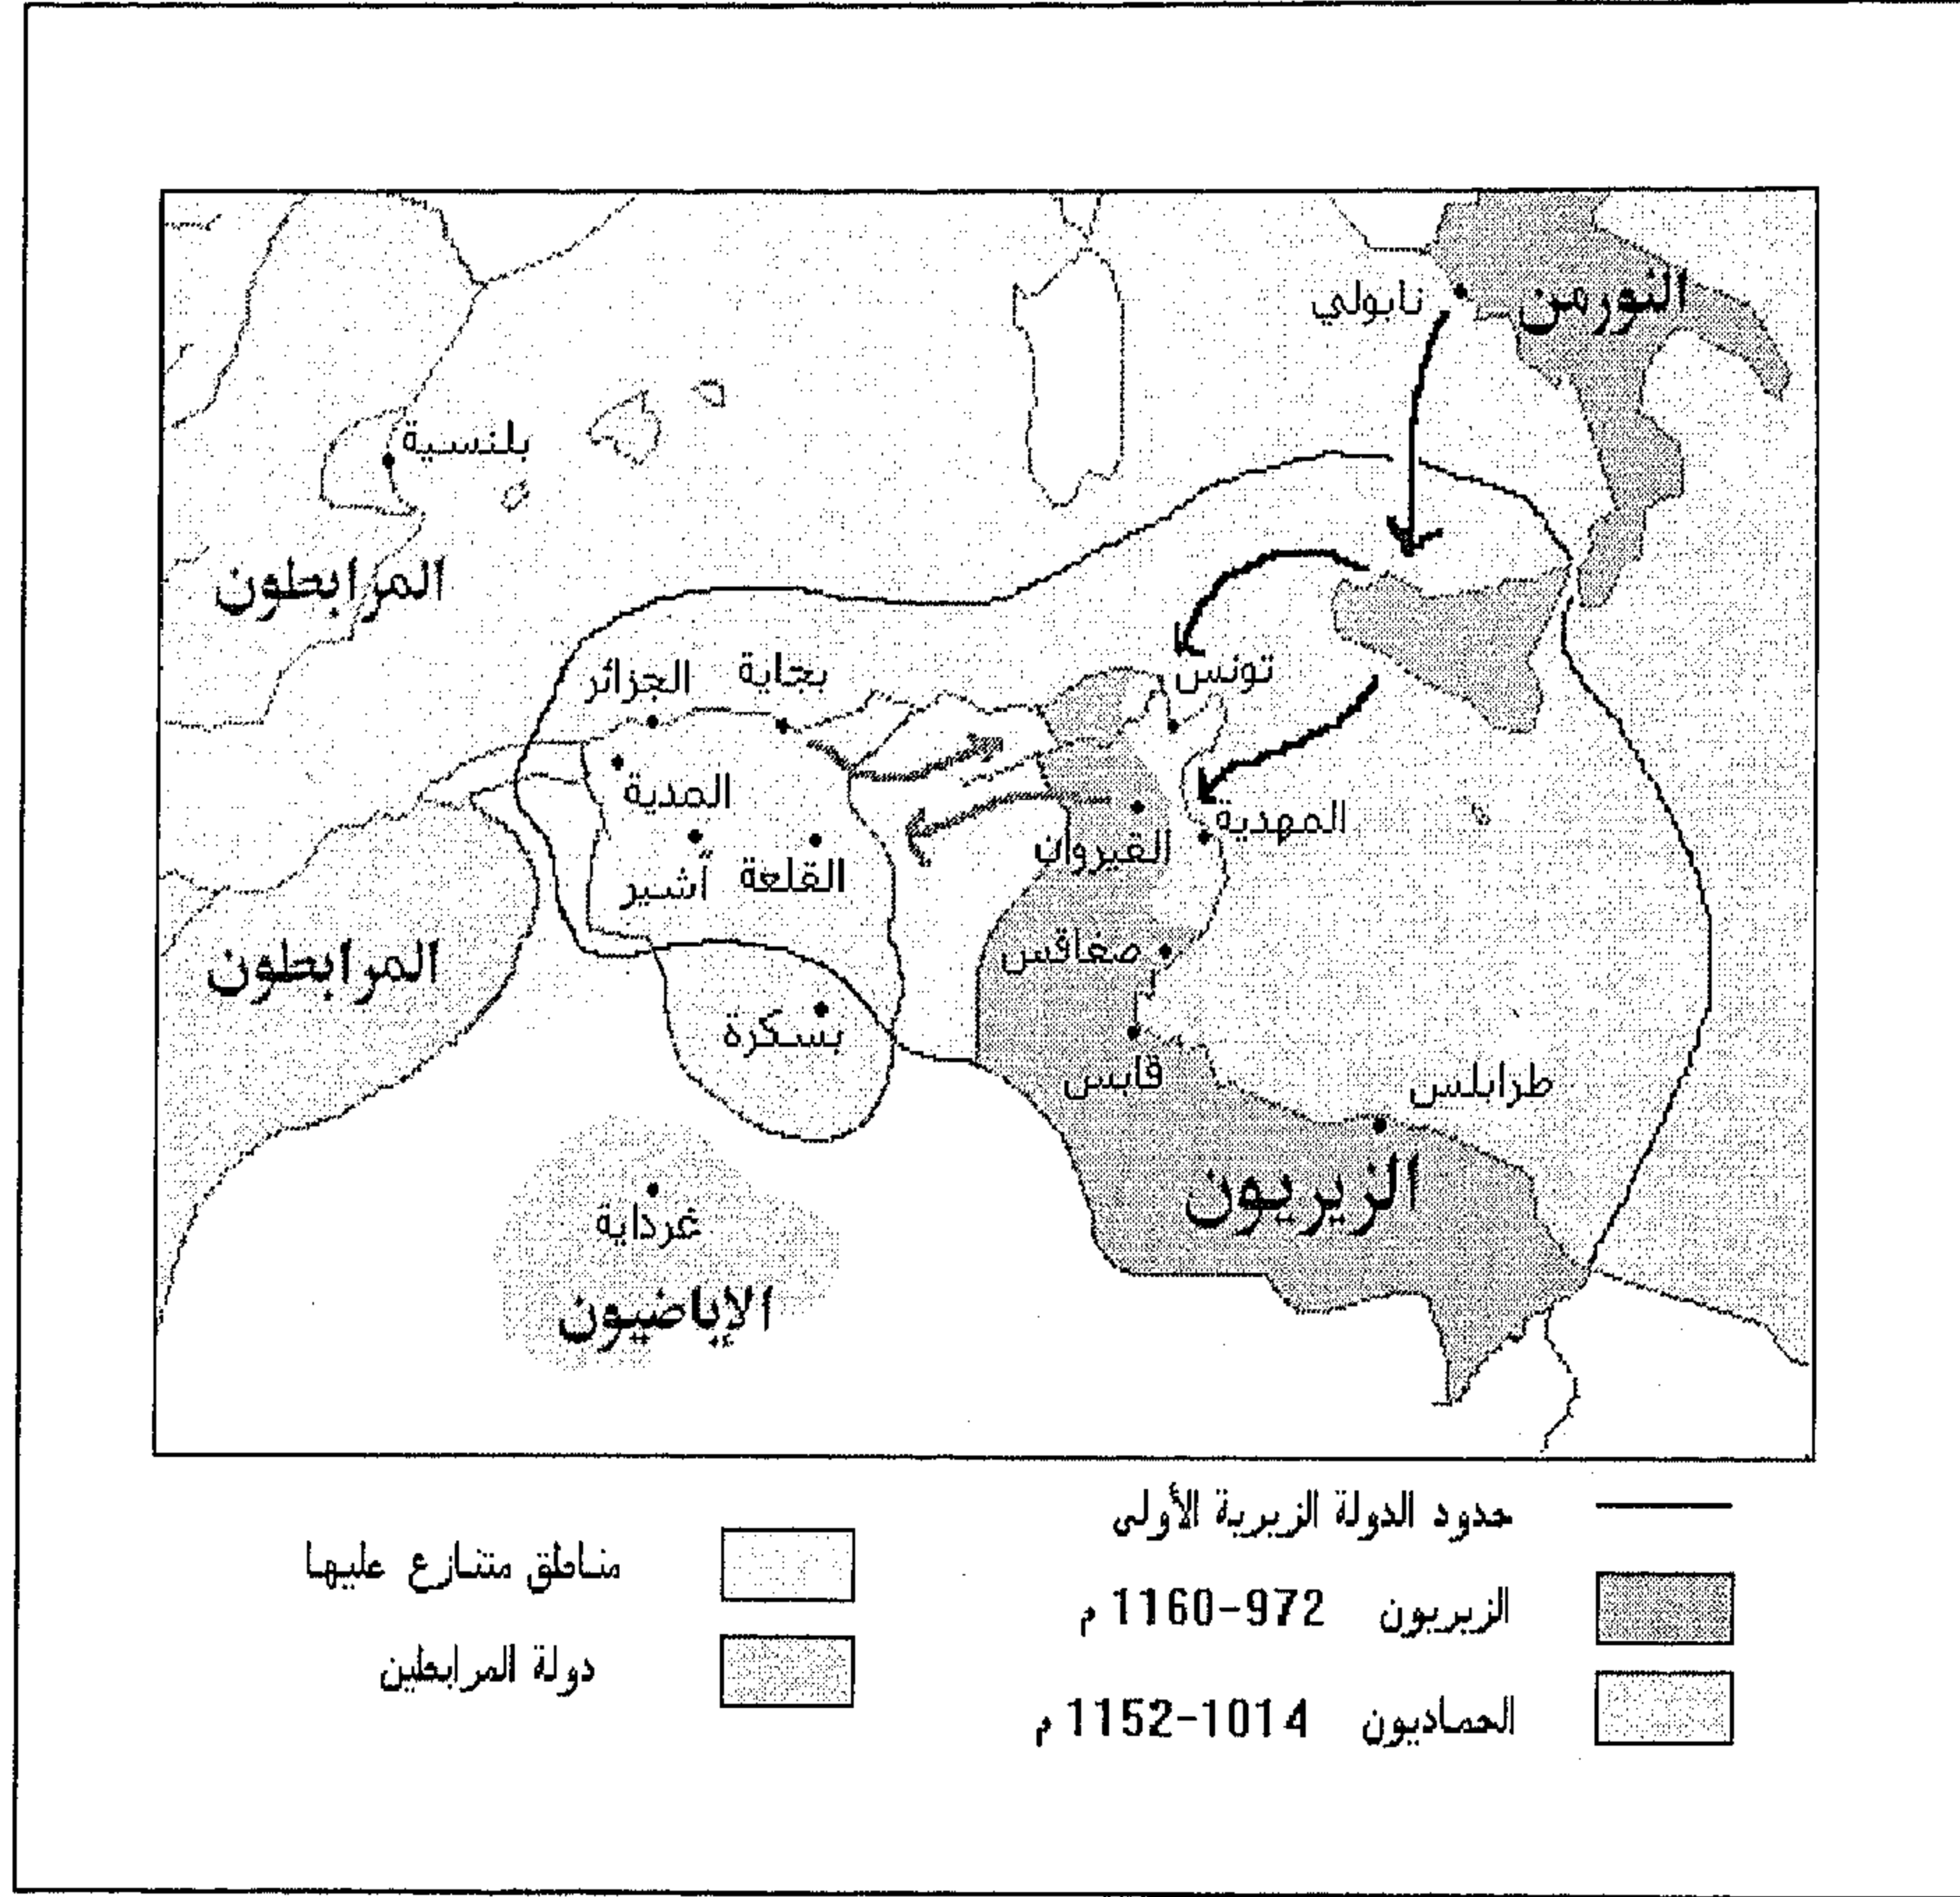 نابولي
النورمن
بلنسية
المرابطون
الجزائر
بجاية
تونس
المدية
المهدية
القيروان
أشير
القلعة
المرابطون
صفاقس
بسكرة
قابس
طرابلس
الزيريون
غرداية
الإباضيون
حدود الدولة الزيرية الأولى
الزيريون 972-1160 م
الحماديون 1014-1152 م
مناطق متنازع عليها
دولة المرابطين